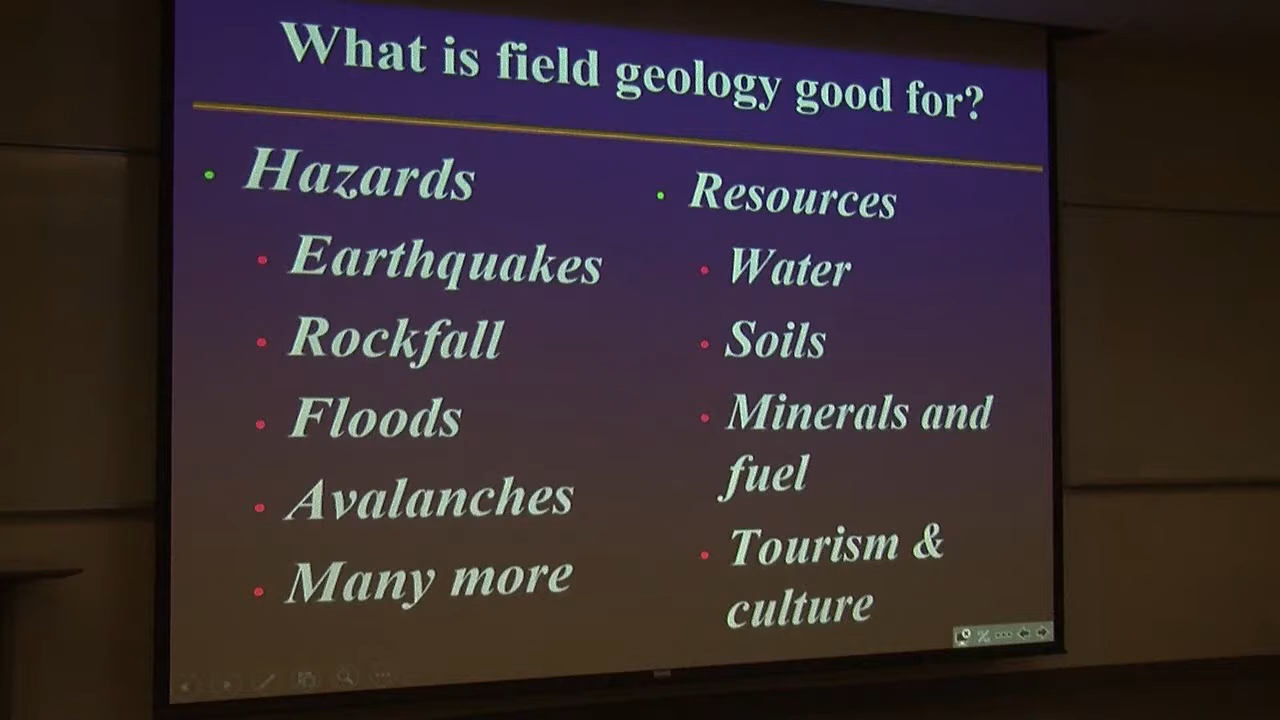 What is field geology good for?
Hazards
Earthquakes
Rockfall
Floods
Avalanches
Many more
Resources
Water
Soils
Minerals and
fuel
Tourism &
culture